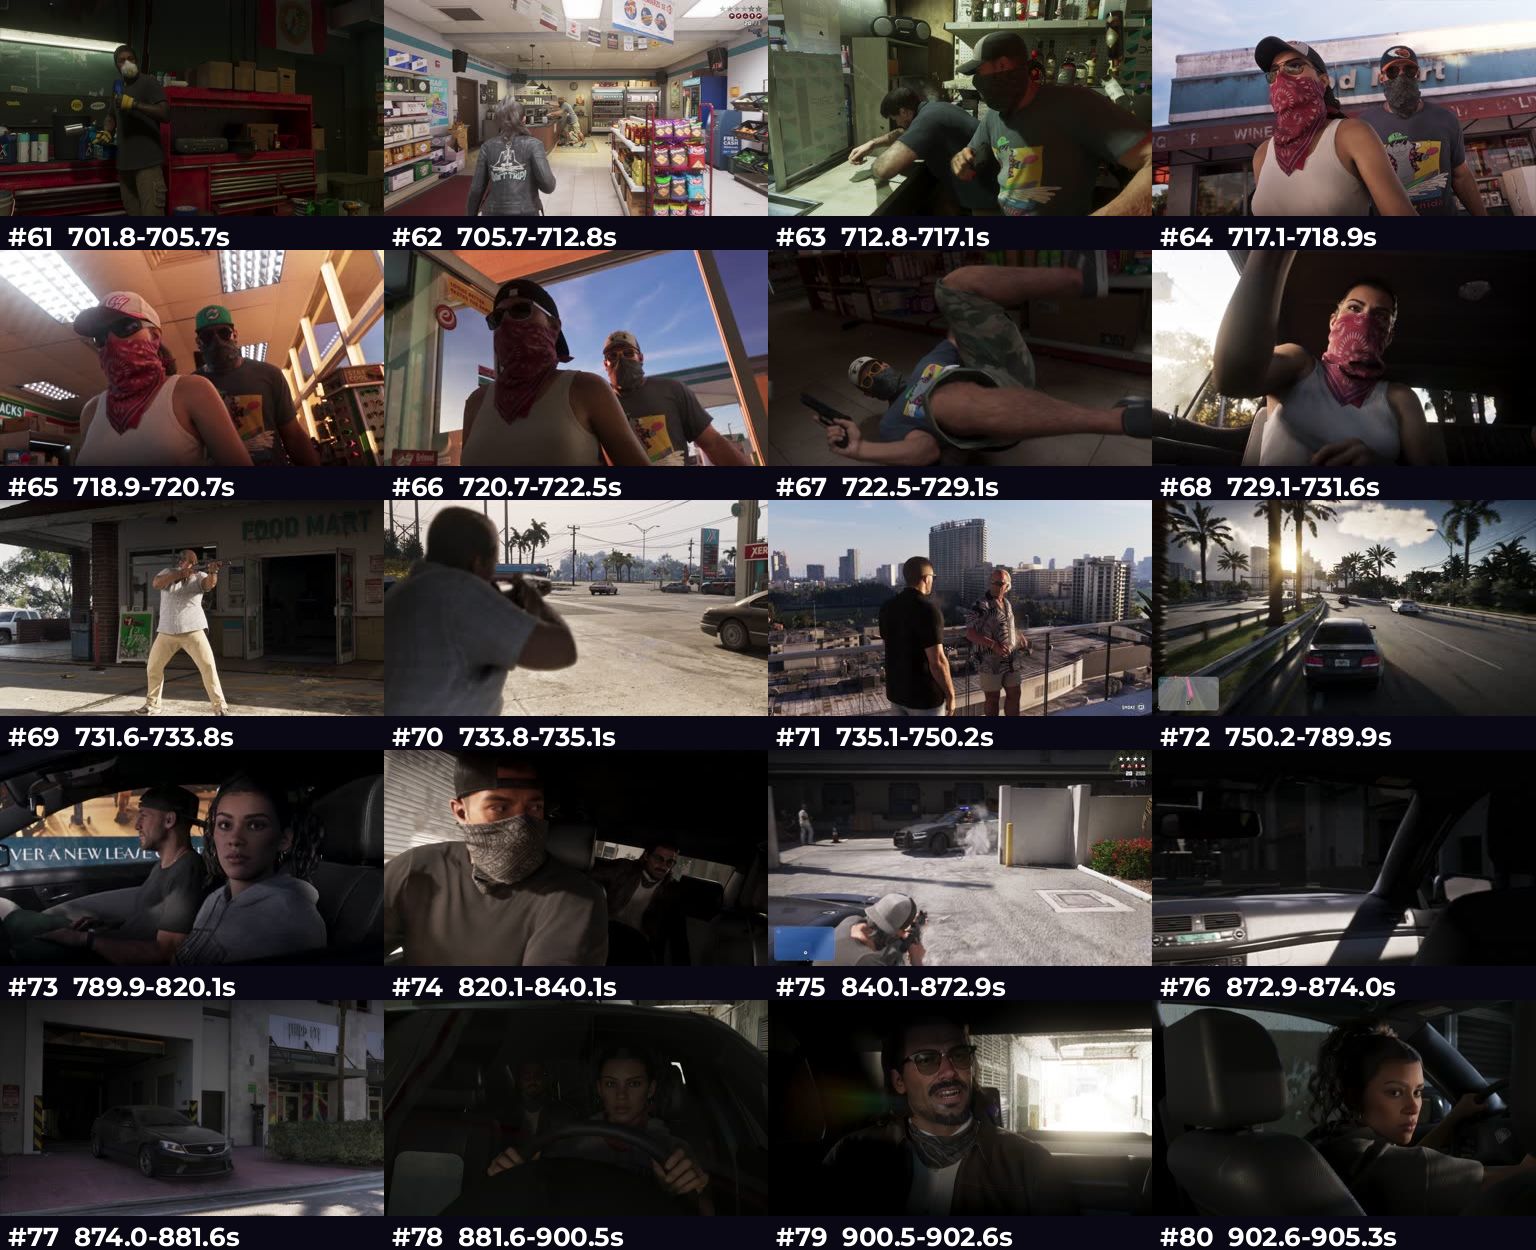 #61 701.8-705.7s
#62 705.7-712.8s
#63 712.8-717.1s
#64 717.1-718.9s
WINE
#65 718.9-720.7s
#66 720.7-722.5s
#67 722.5-729.1s
#68 729.1-731.6s
FOOD MART
#69 731.6-733.8s
#70 733.8-735.1s
#71 735.1-750.2s
#72 750.2-789.9s
VER A NEW LEASE
#73 789.9-820.1s
#74 820.1-840.1s
#75 840.1-872.9s
#76 872.9-874.0s
#77 874.0-881.6s
#78 881.6-900.5s
#79 900.5-902.6s
#80 902.6-905.3s